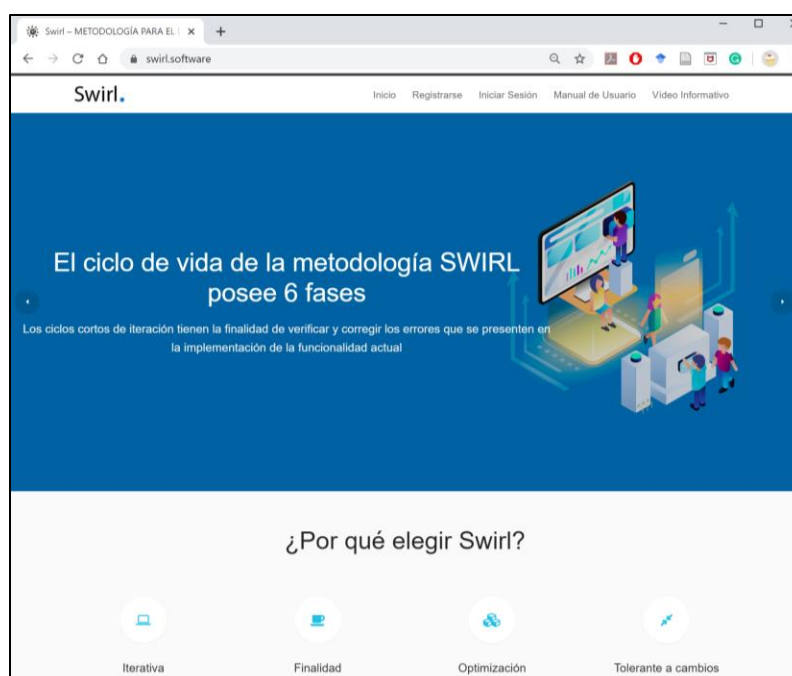 Swirl – METODOLOGÍA PARA EL
swirl.software
Swirl.
Inicio Registrarse Iniciar Sesión Manual de Usuario Vídeo Informativo
El ciclo de vida de la metodología SWIRL
posee 6 fases
Los ciclos cortos de iteración tienen la finalidad de verificar y corregir los errores que se presenten en
la implementación de la funcionalidad actual
¿Por qué elegir Swirl?
Iterativa Finalidad Optimización Tolerante a cambios